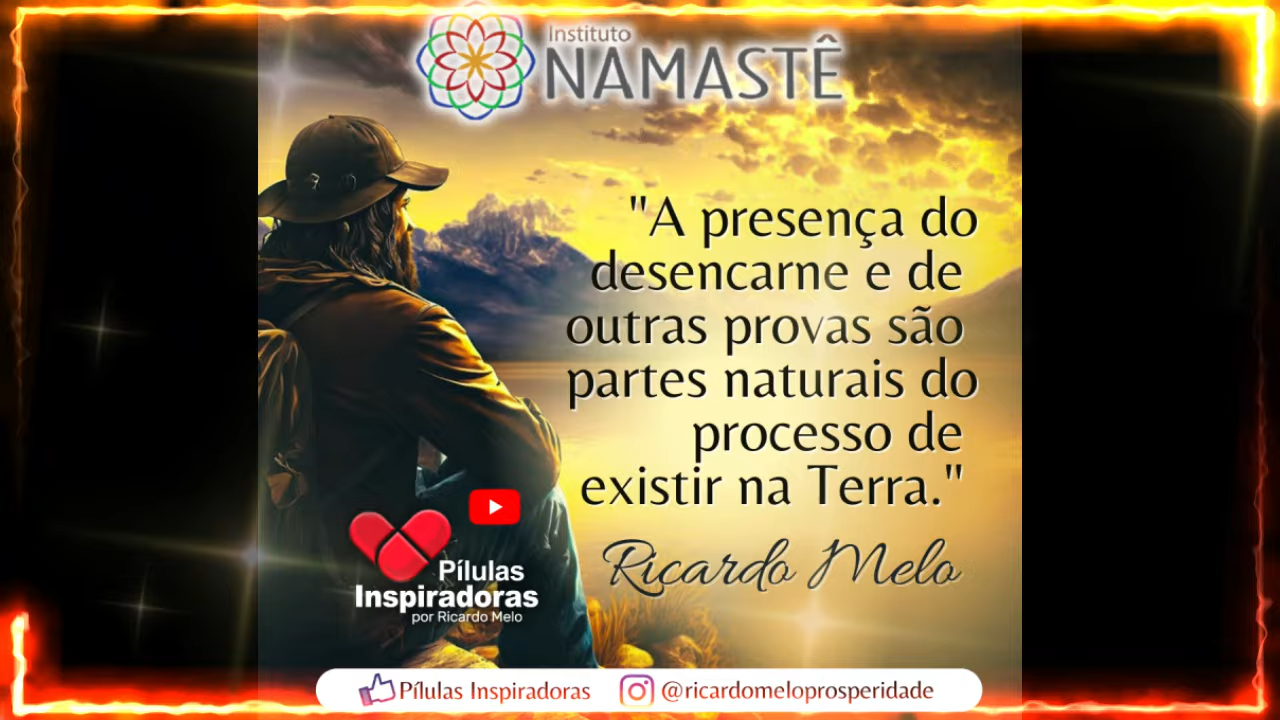 Instituto
NAMASTÊ
"A presença do
desencarne e de
outras provas são
partes naturais do
processo de
existir na Terra."
Ricardo Melo
Pílulas
Inspiradoras
por Ricardo Melo
Pílulas Inspiradoras @ricardomeloprosperidade